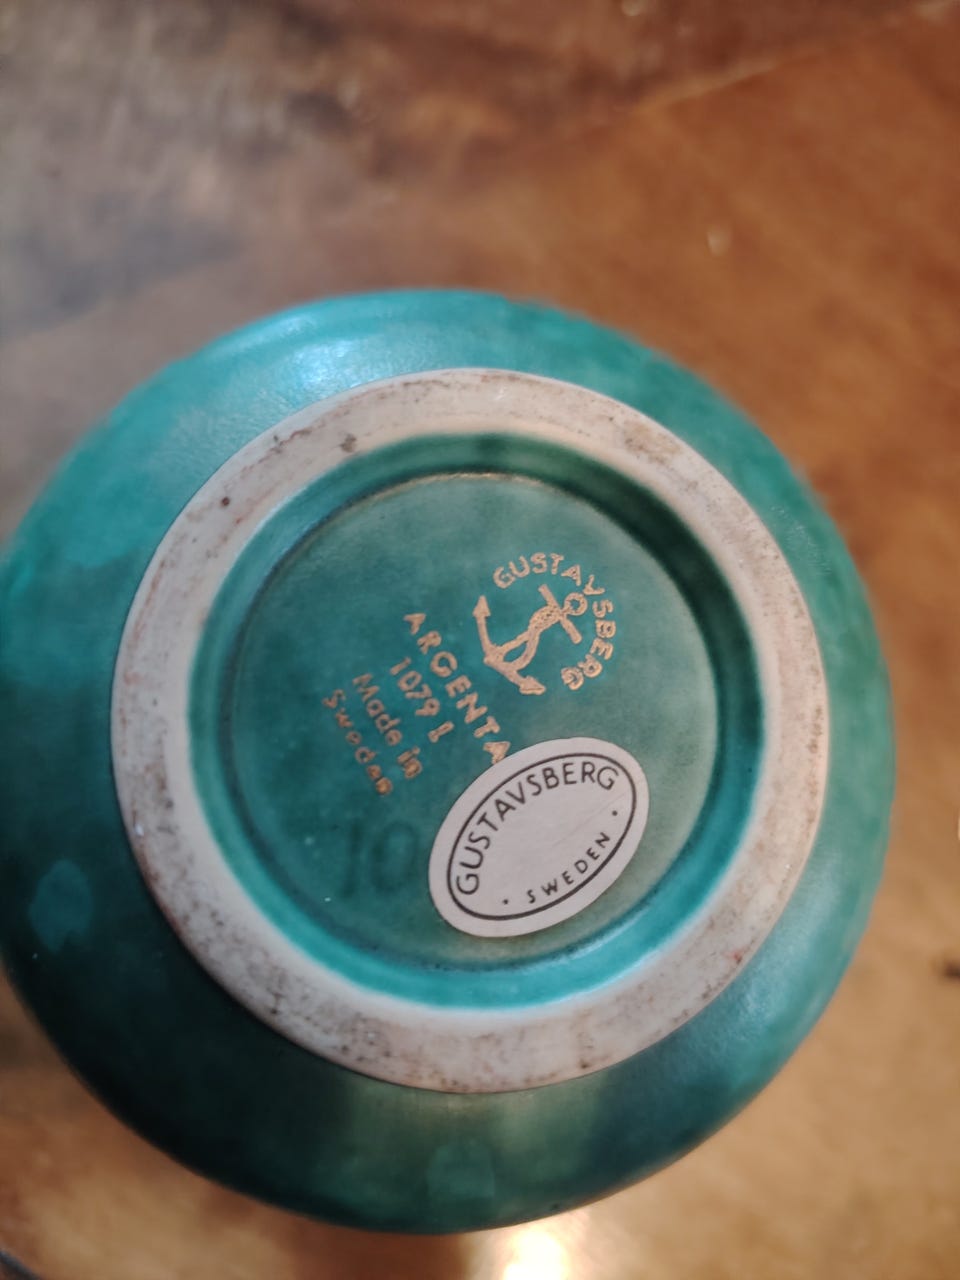 GUSTAVSBERG
ARGENTA
1079 I
Made in
Sweden
10
GUSTAVSBERG
· SWEDEN ·